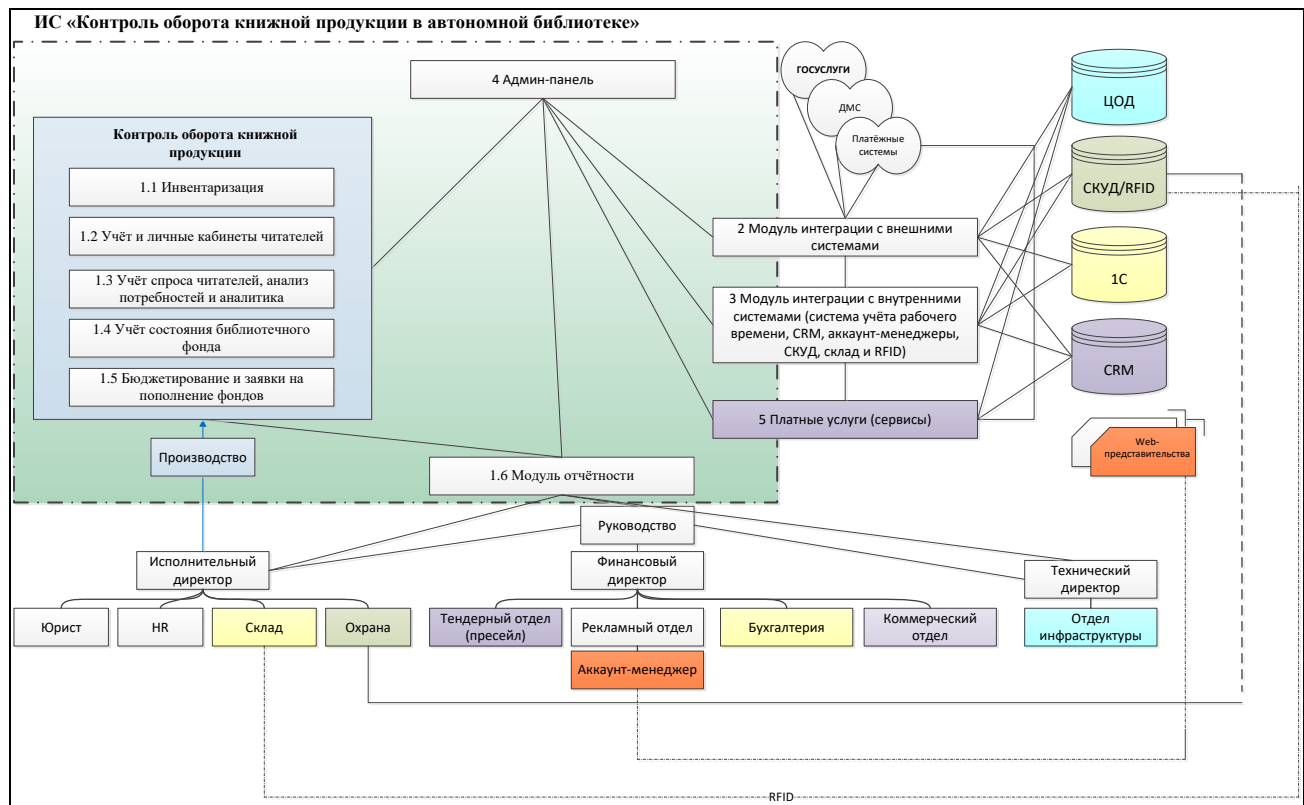 ИС «Контроль оборота книжной продукции в автономной библиотеке»
4 Админ-панель
ГОСУСЛУГИ
ДМС
Платёжные
системы
ЦОД
СКУД/RFID
1С
CRM
Контроль оборота книжной
продукции
1.1 Инвентаризация
1.2 Учёт и личные кабинеты читателей
1.3 Учёт спроса читателей, анализ
потребностей и аналитика
1.4 Учёт состояния библиотечного
фонда
1.5 Бюджетирование и заявки на
пополнение фондов
2 Модуль интеграции с внешними
системами
3 Модуль интеграции с внутренними
системами (система учёта рабочего
времени, CRM, аккаунт-менеджеры,
СКУД, склад и RFID)
5 Платные услуги (сервисы)
Web-
представительства
Производство
1.6 Модуль отчётности
Руководство
Исполнительный
директор
Финансовый
директор
Технический
директор
Юрист
HR
Склад
Охрана
Тендерный отдел
(пресейл)
Рекламный отдел
Бухгалтерия
Коммерческий
отдел
Отдел
инфраструктуры
Аккаунт-менеджер
RFID